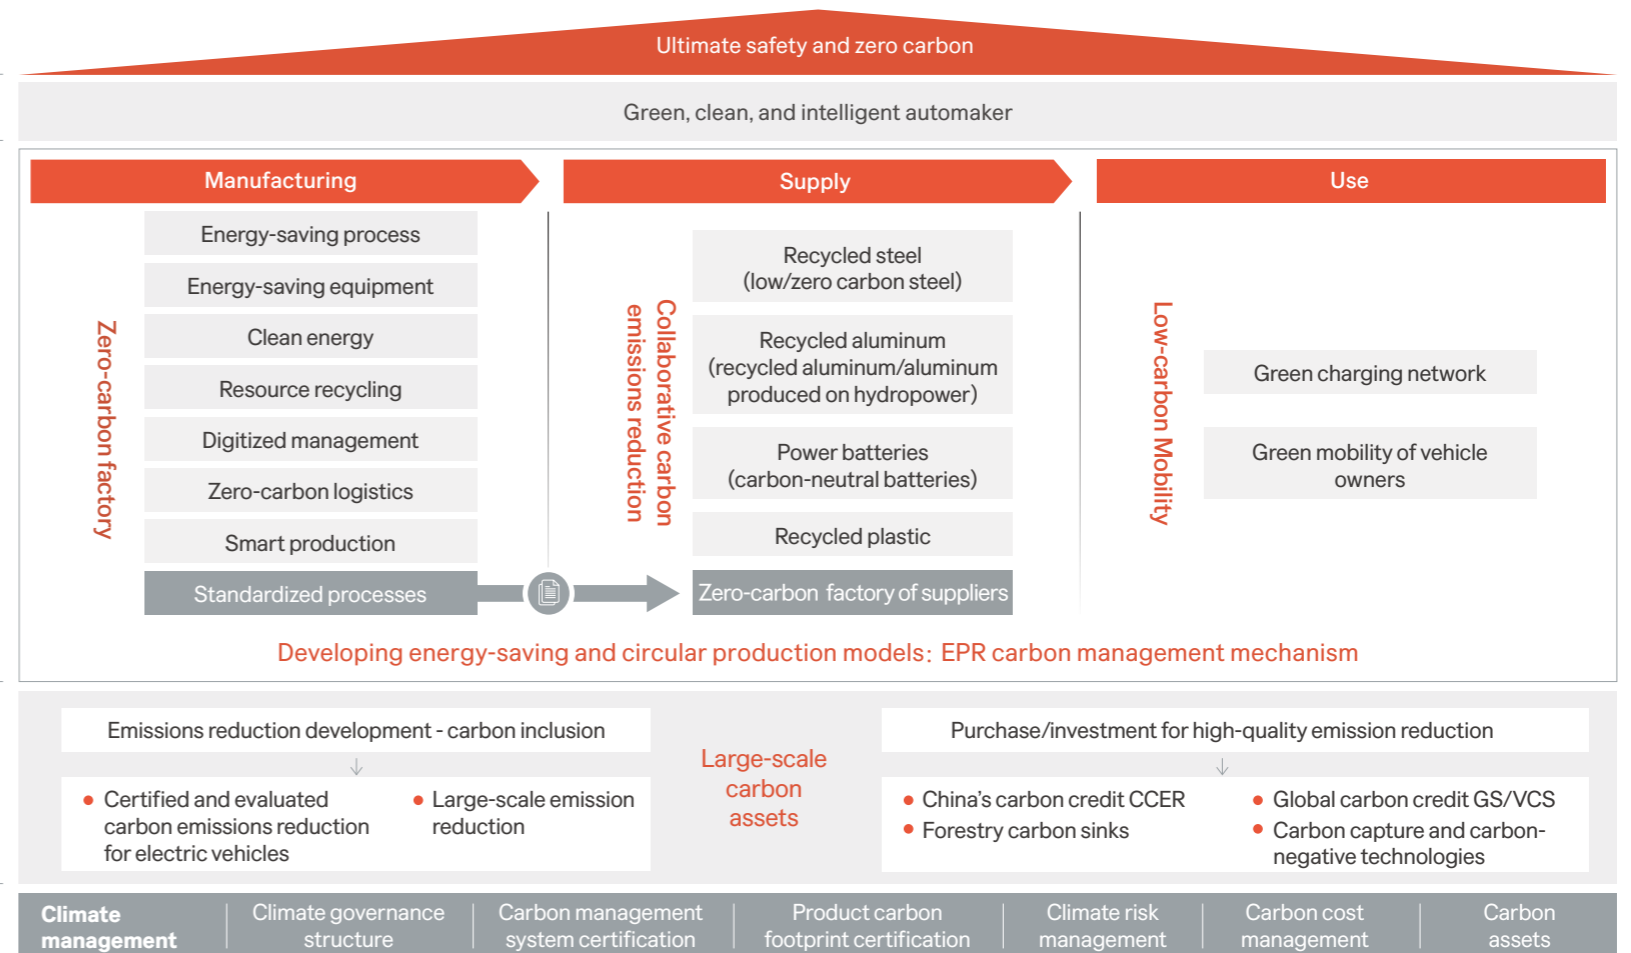 Ultimate safety and zero carbon
Green, clean, and intelligent automaker
Manufacturing
Zero-carbon factory
Energy-saving process
Energy-saving equipment
Clean energy
Resource recycling
Digitized management
Zero-carbon logistics
Smart production
Standardized processes
Supply
Collaborative carbon
emissions reduction
Recycled steel
(low/zero carbon steel)
Recycled aluminum
(recycled aluminum/aluminum
produced on hydropower)
Power batteries
(carbon-neutral batteries)
Recycled plastic
Zero-carbon factory of suppliers
Use
Low-carbon Mobility
Green charging network
Green mobility of vehicle
owners
Developing energy-saving and circular production models: EPR carbon management mechanism
Emissions reduction development - carbon inclusion
• Certified and evaluated
carbon emissions reduction
for electric vehicles
• Large-scale emission
reduction
Large-scale
carbon
assets
Purchase/investment for high-quality emission reduction
• China's carbon credit CCER
• Forestry carbon sinks
• Global carbon credit GS/VCS
• Carbon capture and carbon-
negative technologies
Climate
management
Climate governance
structure
Carbon management
system certification
Product carbon
footprint certification
Climate risk
management
Carbon cost
management
Carbon
assets